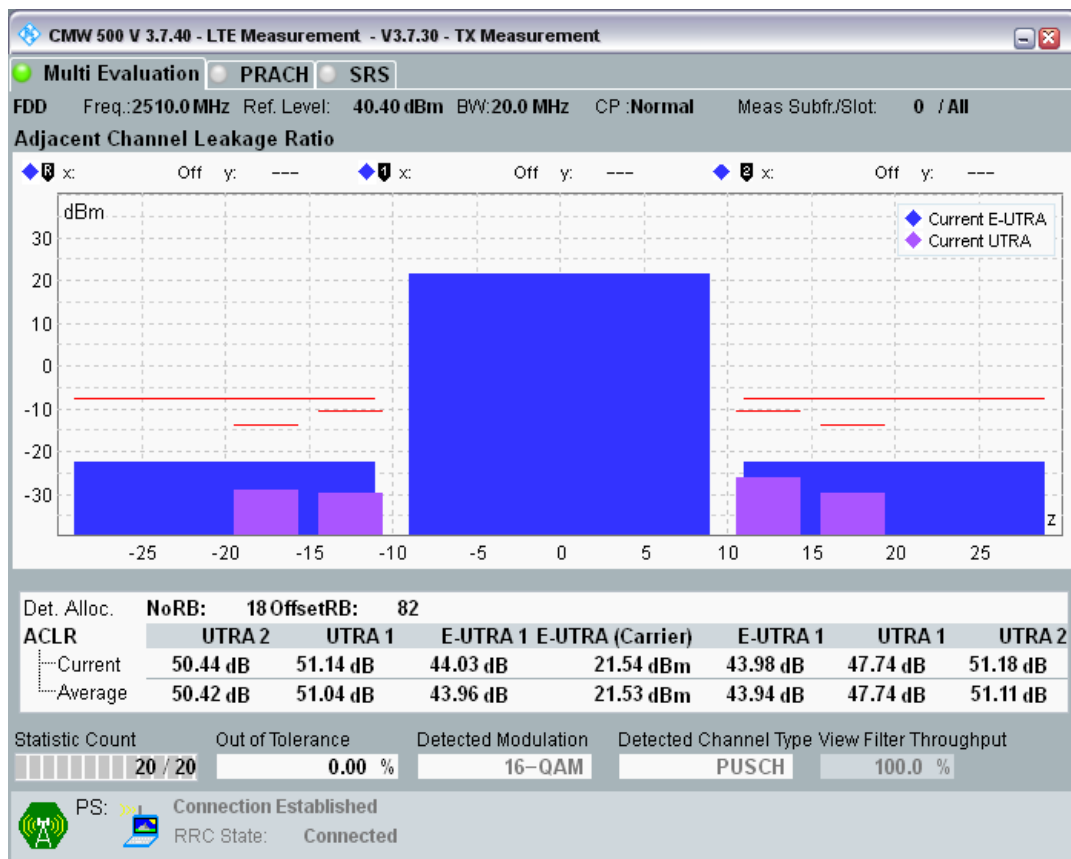 CMW 500 V 3.7.40 - LTE Measurement - V3.7.30 - TX Measurement
Multi Evaluation PRACH SRS
FDD Freq.:2510.0 MHz Ref. Level: 40.40 dBm BW:20.0 MHz CP :Normal Meas Subfr./Slot: 0 / All
Adjacent Channel Leakage Ratio
R x: Off y: --- 1 x: Off y: --- 2 x: Off y: ---
dBm
Current E-UTRA
Current UTRA
30
20
10
0
-10
-20
-30
z
-25 -20 -15 -10 -5 0 5 10 15 20 25
Det. Alloc. NoRB: 18 OffsetRB: 82
ACLR UTRA 2 UTRA 1 E-UTRA 1 E-UTRA (Carrier) E-UTRA 1 UTRA 1 UTRA 2
Current 50.44 dB 51.14 dB 44.03 dB 21.54 dBm 43.98 dB 47.74 dB 51.18 dB
Average 50.42 dB 51.04 dB 43.96 dB 21.53 dBm 43.94 dB 47.74 dB 51.11 dB
Statistic Count Out of Tolerance Detected Modulation Detected Channel Type View Filter Throughput
20 / 20 0.00 % 16-QAM PUSCH 100.0 %
PS: Connection Established
RRC State: Connected